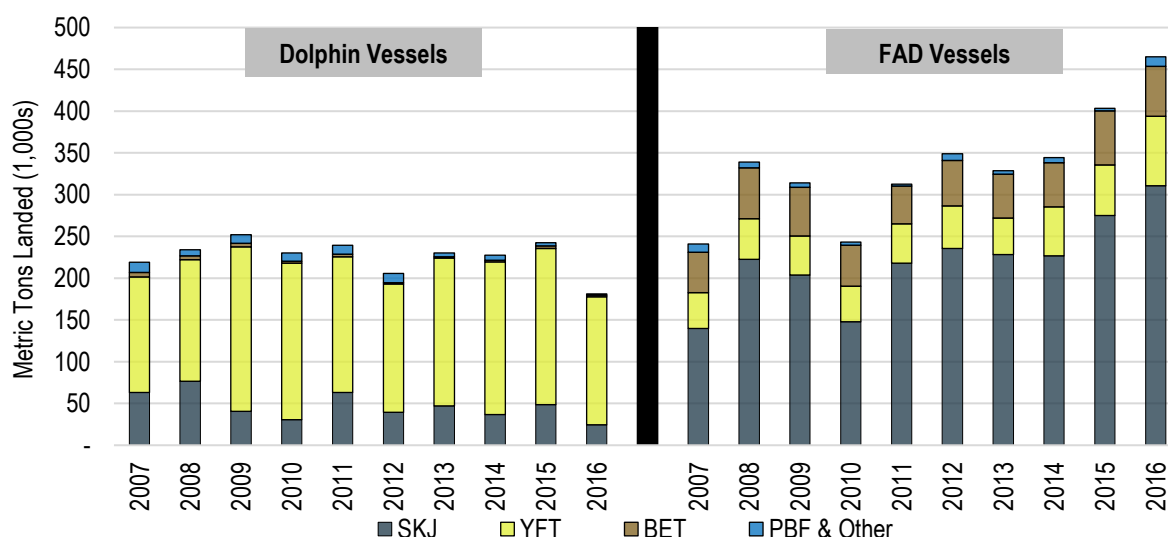 500
450
400
350
300
250
200
150
100
50
-
Metric Tons Landed (1,000s)
Dolphin Vessels
FAD Vessels
2007 2008 2009 2010 2011 2012 2013 2014 2015 2016 2007 2008 2009 2010 2011 2012 2013 2014 2015 2016
SKJ YFT BET PBF & Other